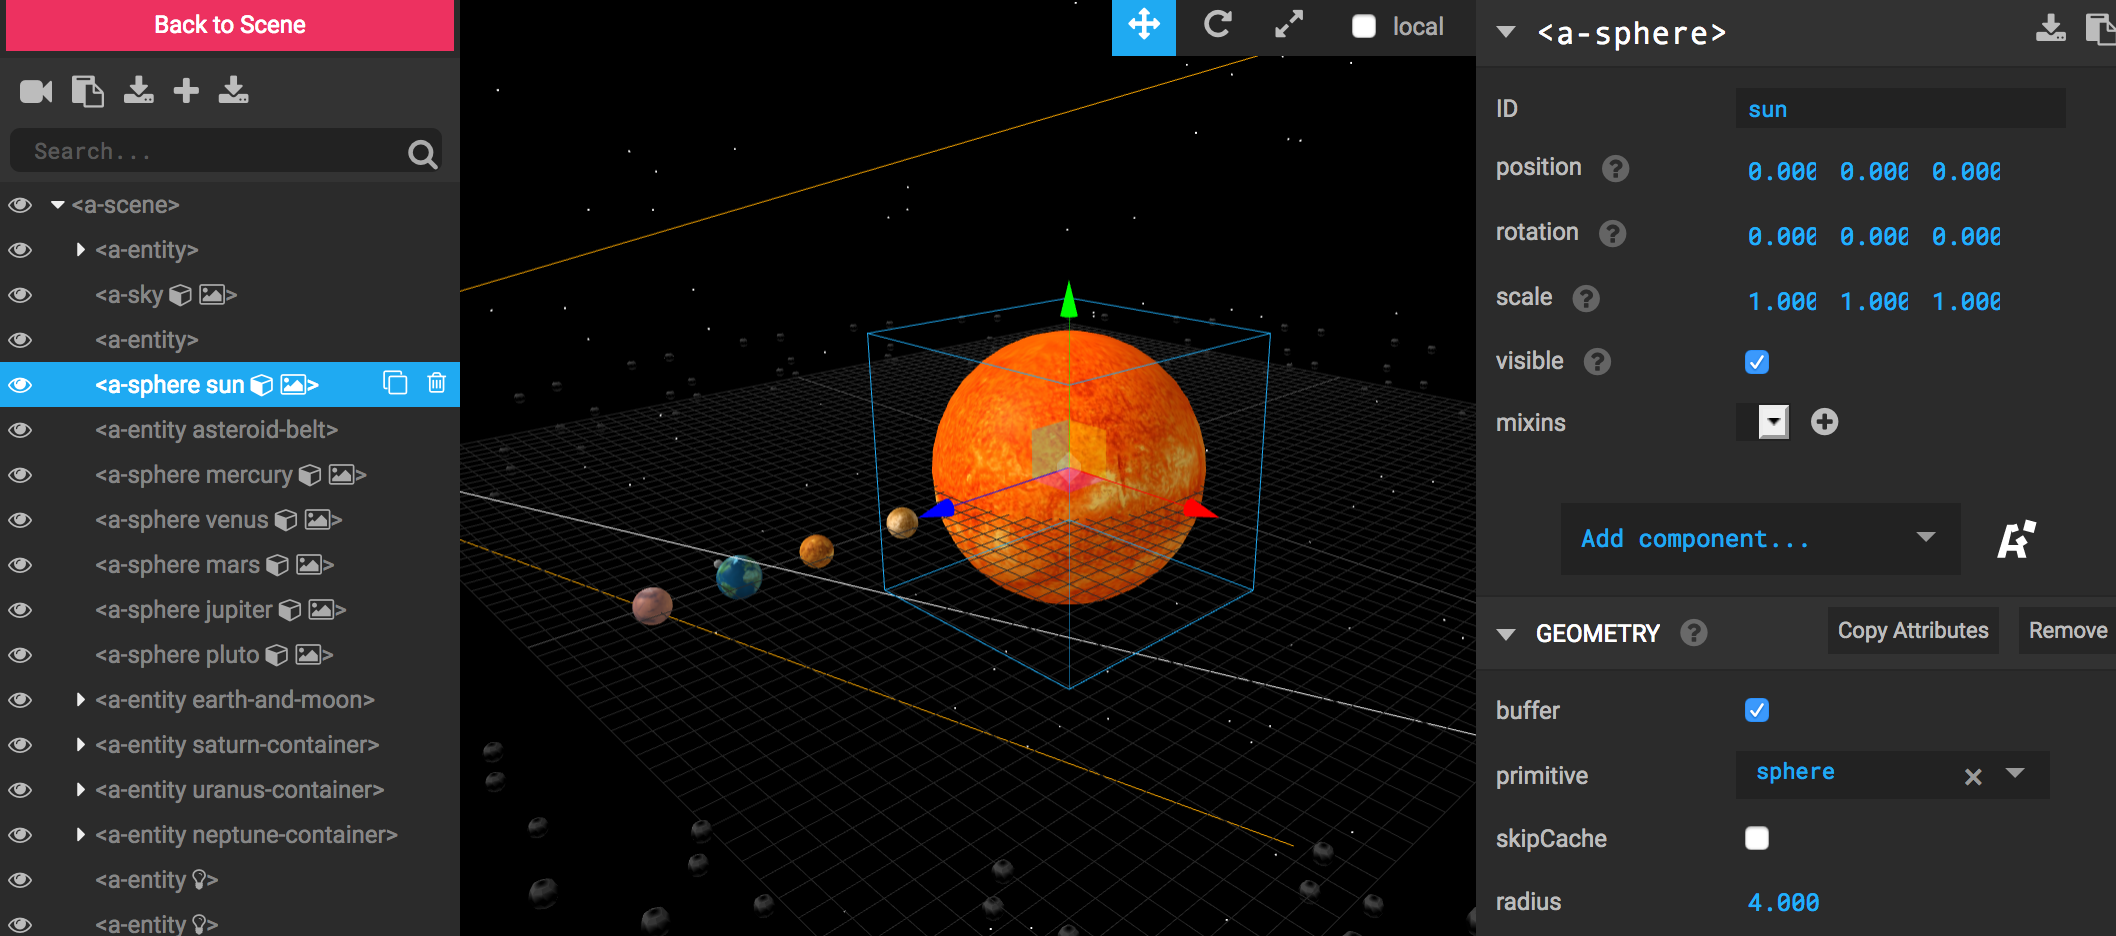 Back to Scene
Search...
<a-scene>
<a-entity>
<a-sky >
<a-entity>
<a-sphere sun >
<a-entity asteroid-belt>
<a-sphere mercury >
<a-sphere venus >
<a-sphere mars >
<a-sphere jupiter >
<a-sphere pluto >
<a-entity earth-and-moon>
<a-entity saturn-container>
<a-entity uranus-container>
<a-entity neptune-container>
<a-entity >
<a-entity >
local
<a-sphere>
ID sun
position ? 0.000 0.000 0.000
rotation ? 0.000 0.000 0.000
scale ? 1.000 1.000 1.000
visible ?
mixins
Add component...
GEOMETRY ? Copy Attributes Remove
buffer
primitive sphere
skipCache
radius 4.000